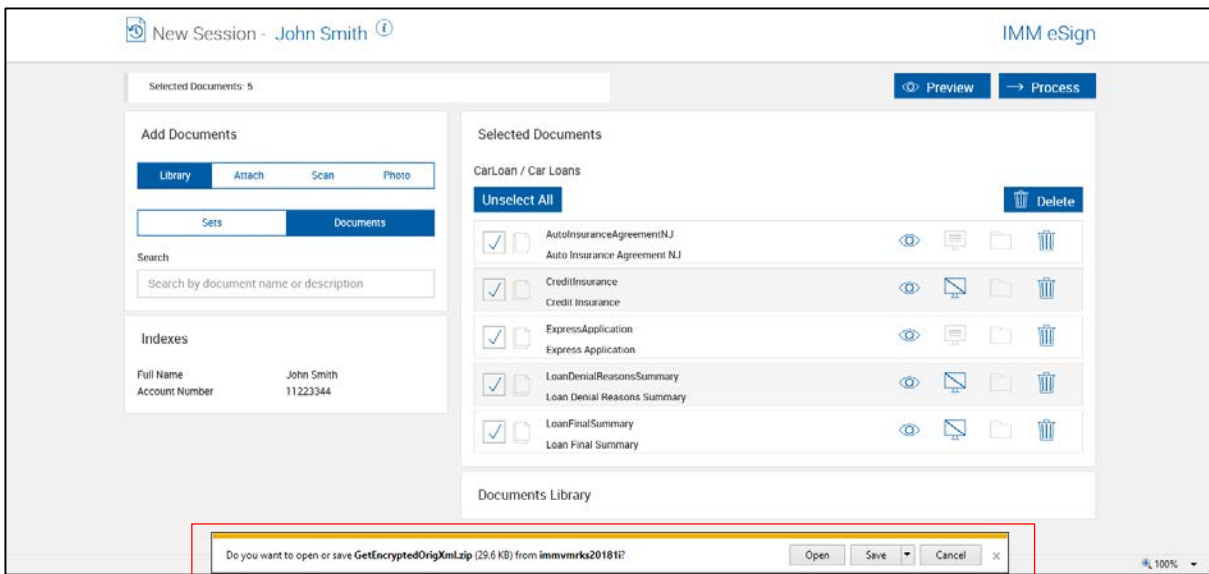 New Session - John Smith i
IMM eSign
Selected Documents: 5
Preview
→ Process
Add Documents
Library Attach Scan Photo
Sets Documents
Search
Search by document name or description
Indexes
Full Name John Smith
Account Number 11223344
Selected Documents
CarLoan / Car Loans
Unselect All
Delete
AutoInsuranceAgreementNJ
Auto Insurance Agreement NJ
CreditInsurance
Credit Insurance
ExpressApplication
Express Application
LoanDenialReasonsSummary
Loan Denial Reasons Summary
LoanFinalSummary
Loan Final Summary
Documents Library
Do you want to open or save GetEncryptedOrigXml.zip (29.6 KB) from immvmrks20181i?
Open Save Cancel ×
100%